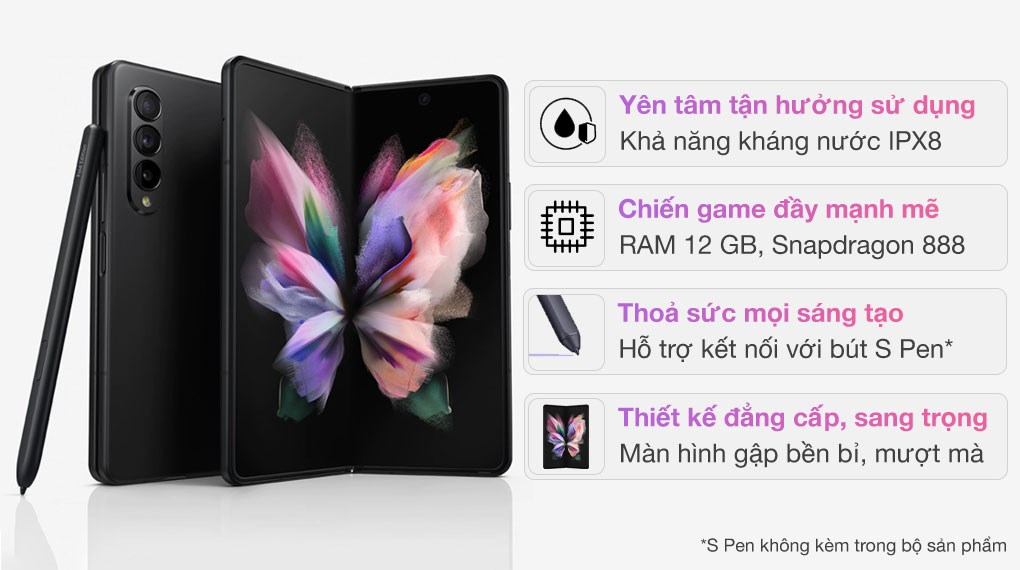 Yên tâm tận hưởng sử dụng
Khả năng kháng nước IPX8
Chiến game đầy mạnh mẽ
RAM 12 GB, Snapdragon 888
Thoả sức mọi sáng tạo
Hỗ trợ kết nối với bút S Pen*
Thiết kế đẳng cấp, sang trọng
Màn hình gập bền bỉ, mượt mà
*S Pen không kèm trong bộ sản phẩm